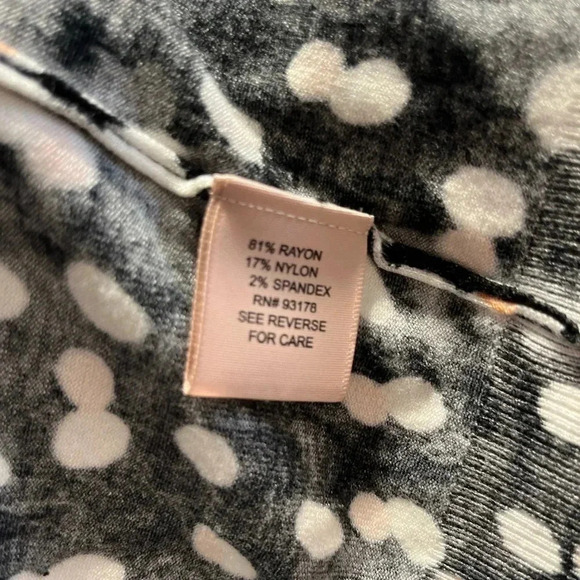 81% RAYON
17% NYLON
2% SPANDEX
RN# 93178
SEE REVERSE
FOR CARE